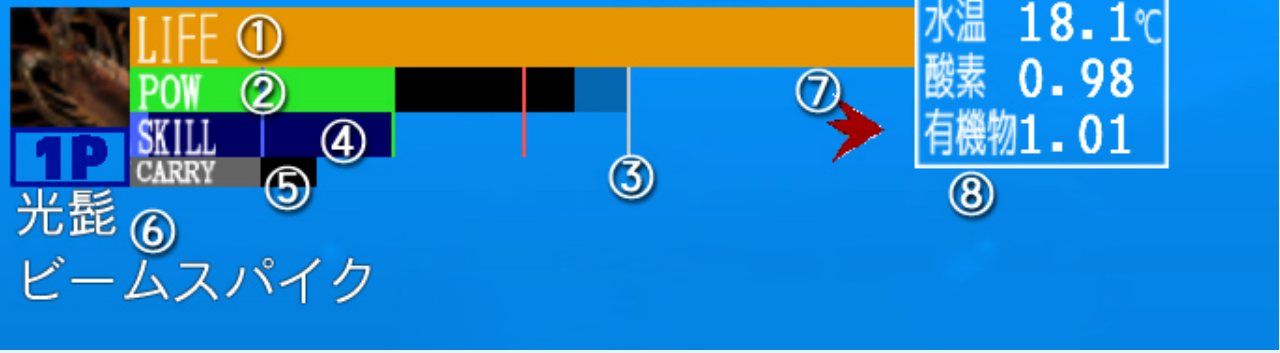 LIFE ①
水温 18.1℃
POW ②
⑦
酸素 0.98
SKILL ④
有機物 1.01
1P
CARRY ⑤
③
⑧
光髭 ⑥
ビームスパイク